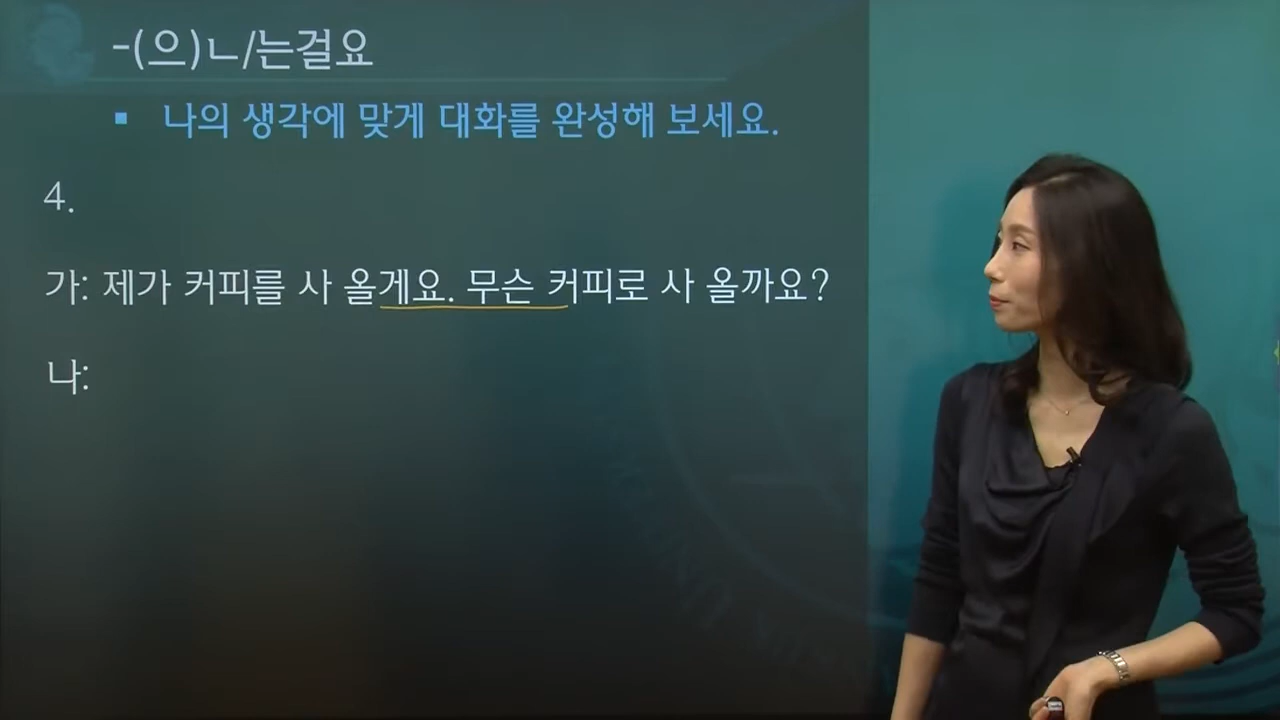 -(으)ㄴ/는걸요
▪ 나의 생각에 맞게 대화를 완성해 보세요.
4.
가: 제가 커피를 사 올게요. 무슨 커피로 사 올까요?
나: